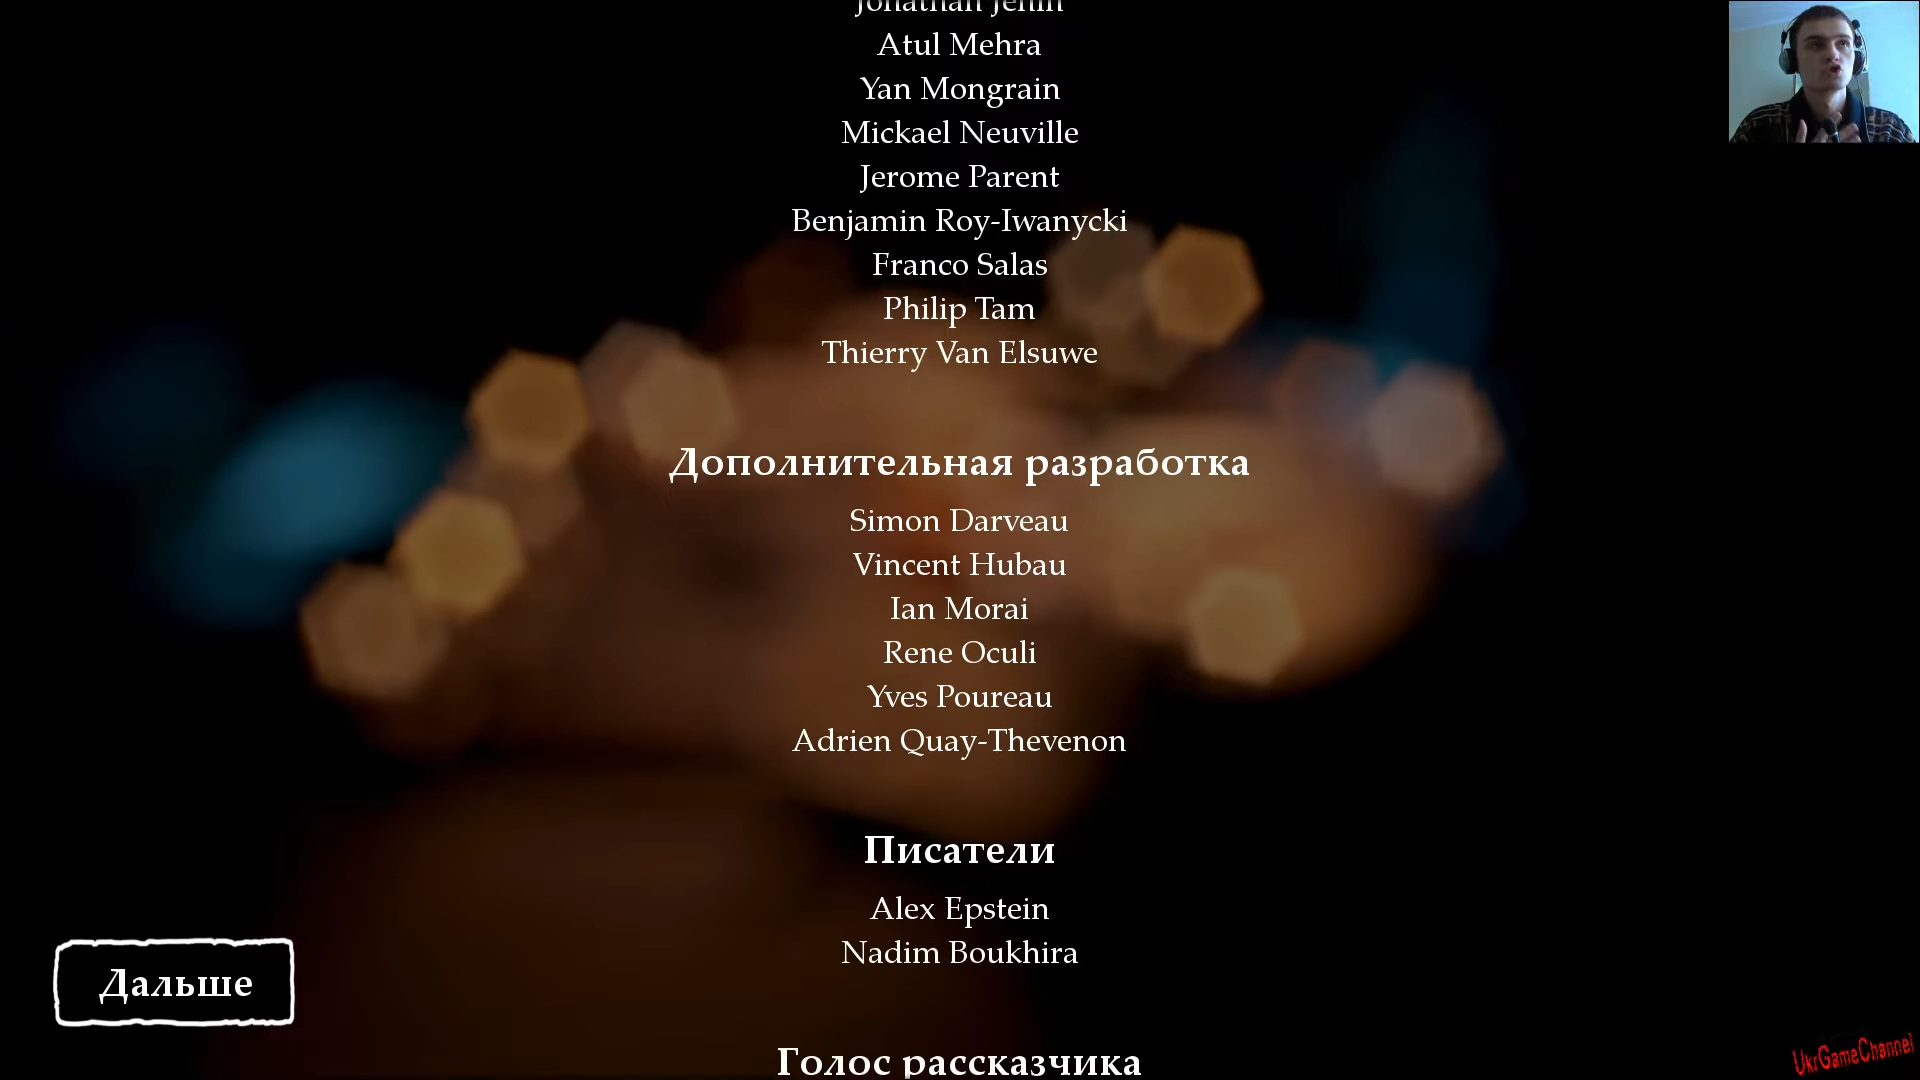 Jonathan Jenin
Atul Mehra
Yan Mongrain
Mickael Neuville
Jerome Parent
Benjamin Roy-Iwanycki
Franco Salas
Philip Tam
Thierry Van Elsuwe
Дополнительная разработка
Simon Darveau
Vincent Hubau
Ian Morai
Rene Oculi
Yves Poureau
Adrien Quay-Thevenon
Писатели
Alex Epstein
Nadim Boukhira
Дальше
Голос рассказчика
UkrGameChannel